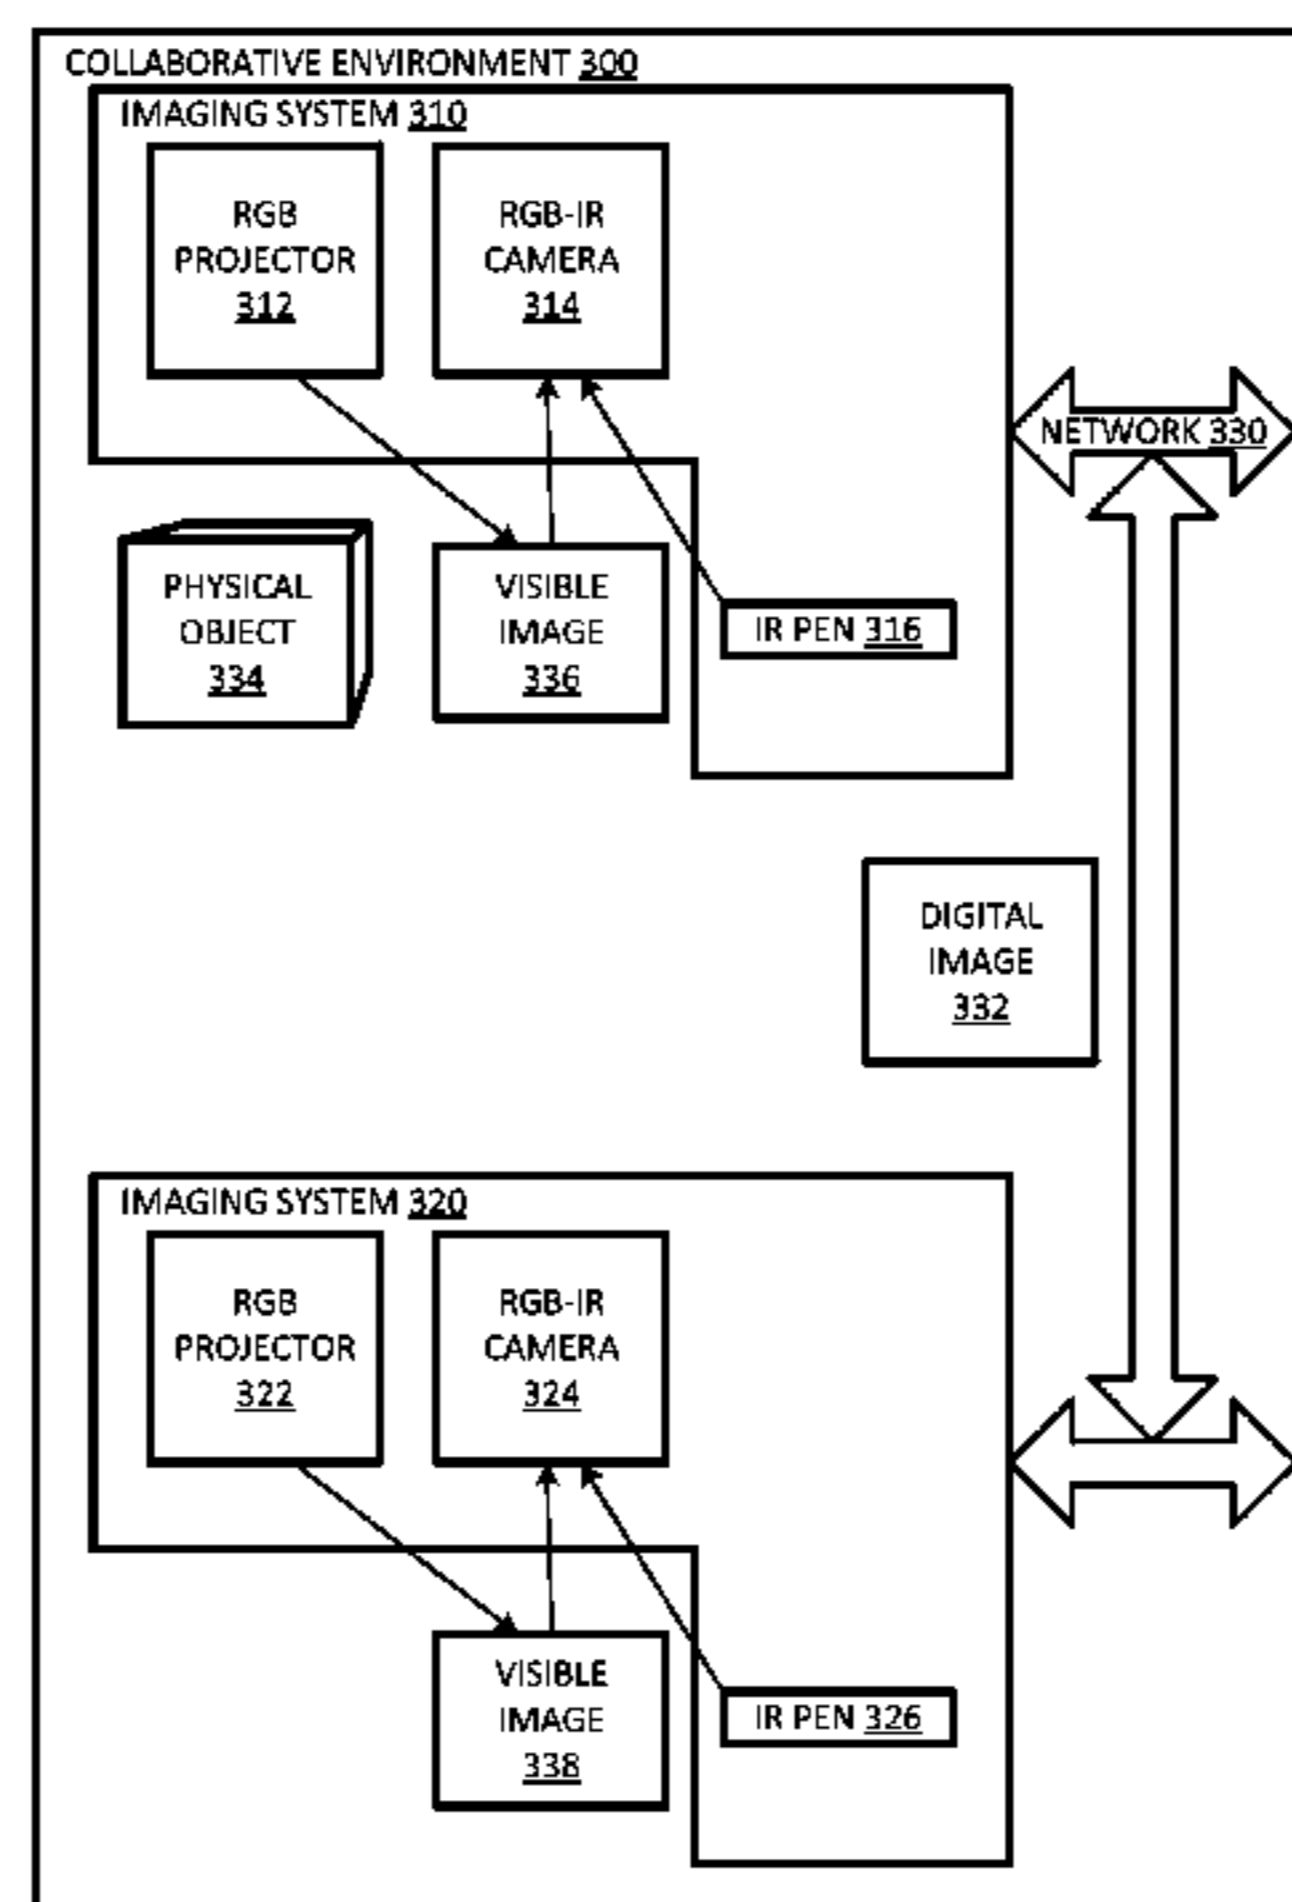 COLLABORATIVE ENVIRONMENT 300
IMAGING SYSTEM 310
RGB
PROJECTOR
312
RGB-IR
CAMERA
314
NETWORK 330
PHYSICAL
OBJECT
334
VISIBLE
IMAGE
336
IR PEN 316
DIGITAL
IMAGE
332
IMAGING SYSTEM 320
RGB
PROJECTOR
322
RGB-IR
CAMERA
324
VISIBLE
IMAGE
338
IR PEN 326